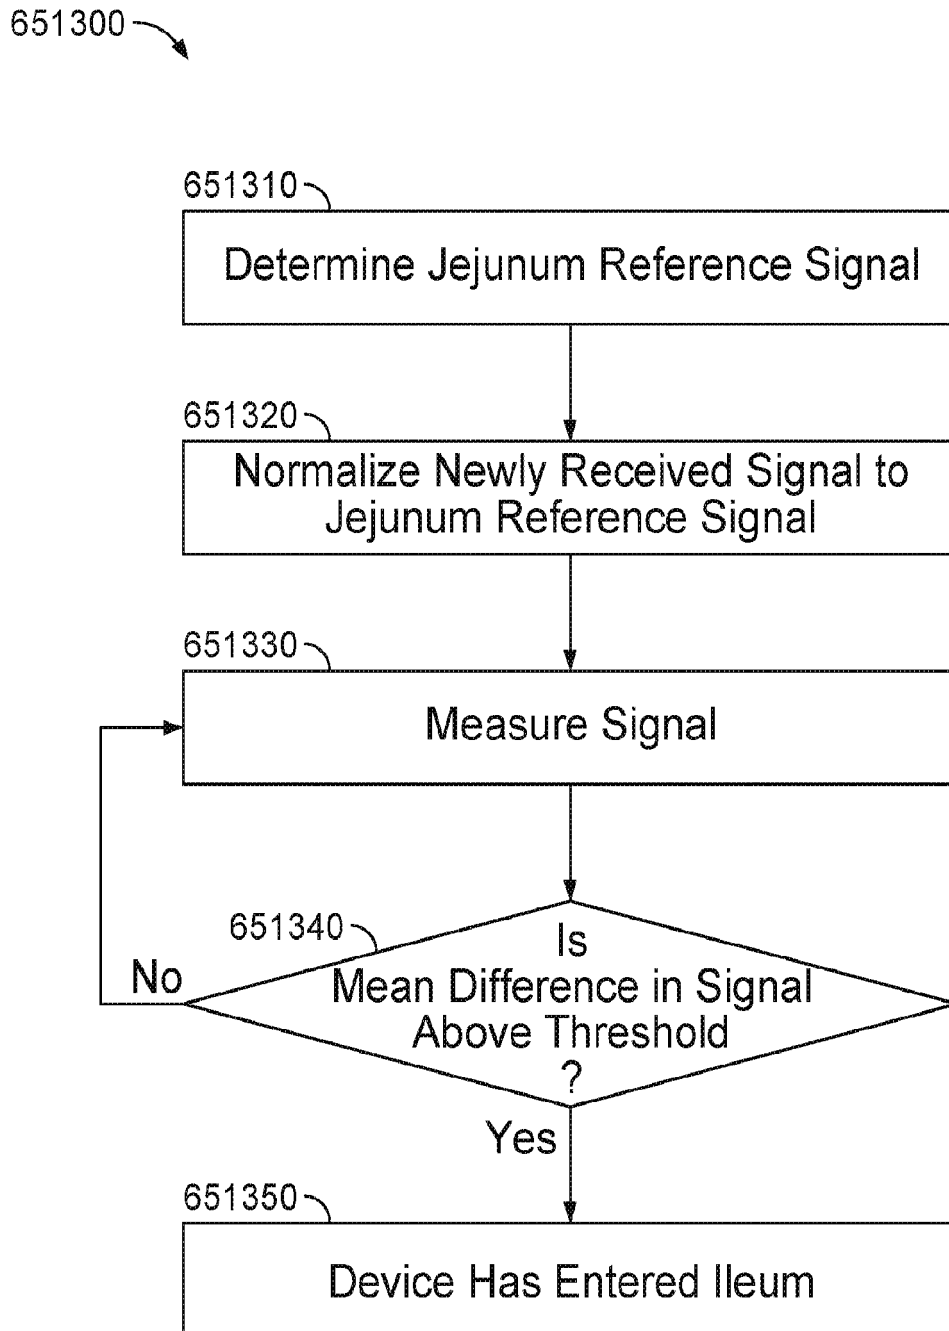 651300
651310
Determine Jejunum Reference Signal
651320
Normalize Newly Received Signal to
Jejunum Reference Signal
651330
Measure Signal
651340
Is
Mean Difference in Signal
Above Threshold
?
No
Yes
651350
Device Has Entered Ileum